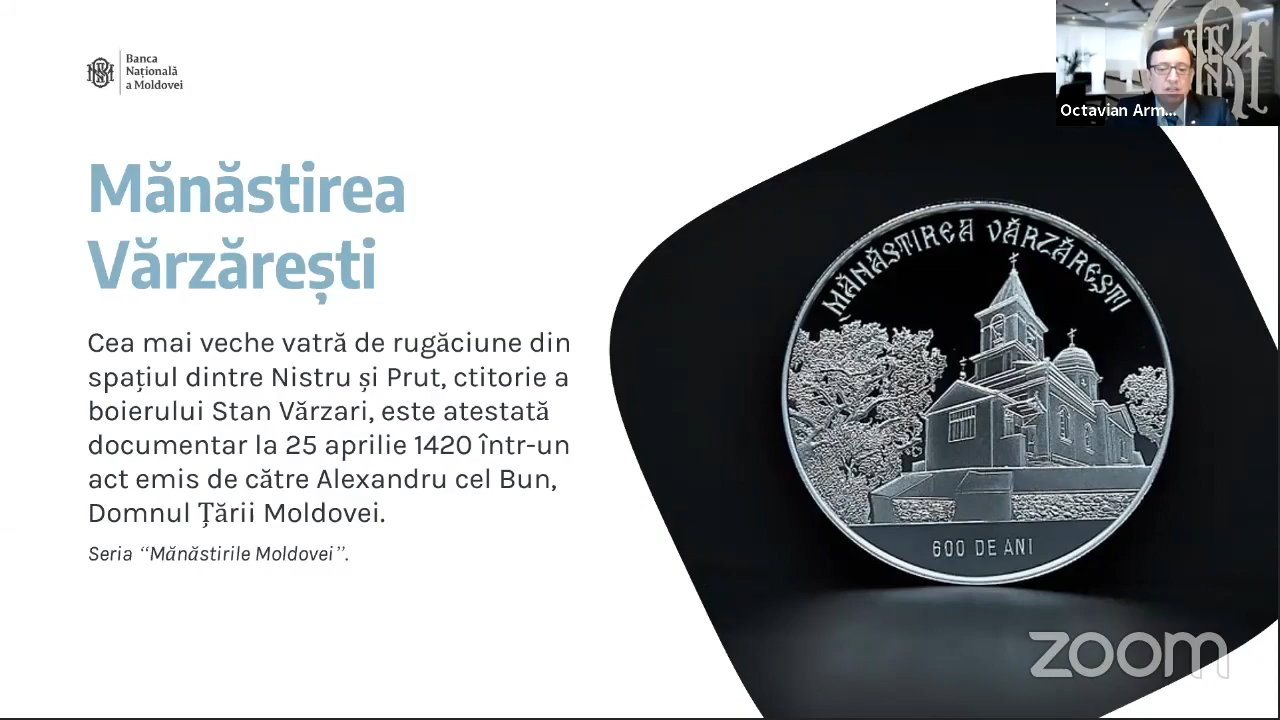 Banca
Națională
a Moldovei
Octavian Arm...
Mănăstirea
Vărzărești
Cea mai veche vatră de rugăciune din
spațiul dintre Nistru și Prut, ctitorie a
boierului Stan Vărzari, este atestată
documentar la 25 aprilie 1420 într-un
act emis de către Alexandru cel Bun,
Domnul Țării Moldovei.
Seria “Mănăstirile Moldovei”.
MĂNĂSTIREA VĂRZĂREȘTI
600 DE ANI
zoom